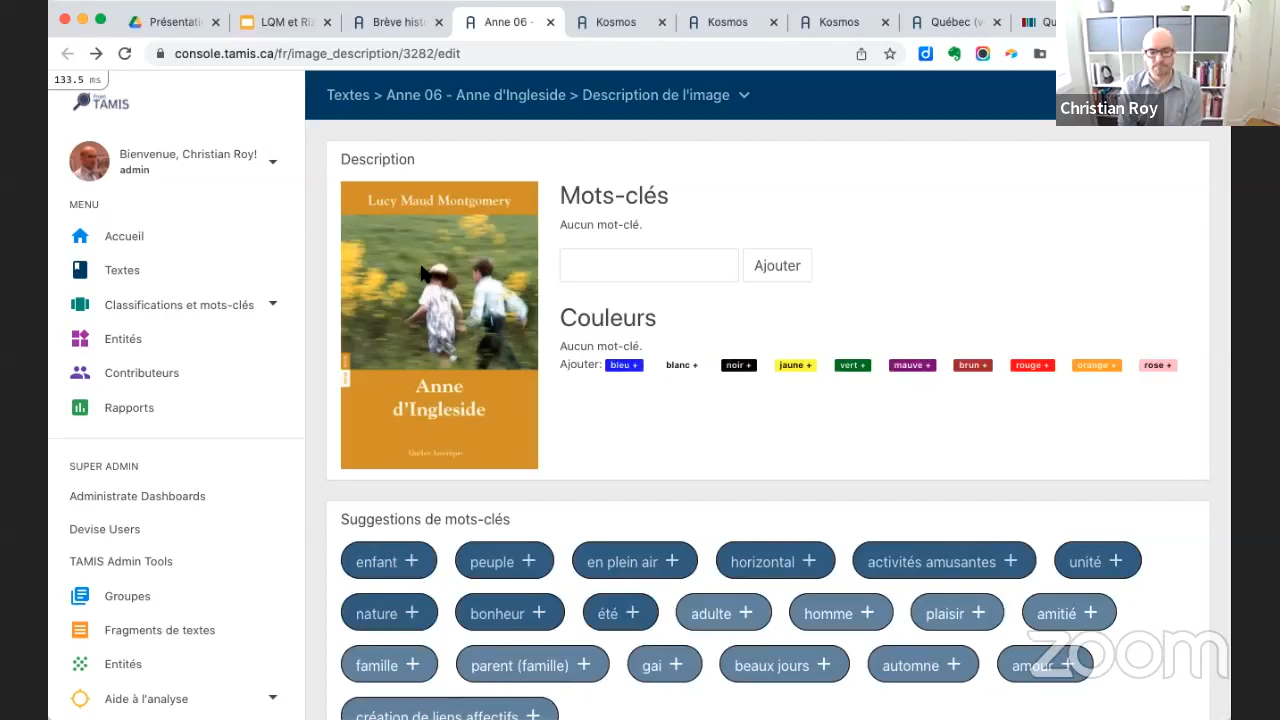 Présentati
LQM et Ri
Brève hist
Anne 06 -
Kosmos
Kosmos
Kosmos
Québec (v
Qu
console.tamis.ca/fr/image_description/3282/edit
133.5 ms
Projet
TAMIS
Textes > Anne 06 - Anne d'Ingleside > Description de l'image
Christian Roy
Bienvenue, Christian Roy!
admin
MENU
Accueil
Textes
Classifications et mots-clés
Entités
Contributeurs
Rapports
SUPER ADMIN
Administrate Dashboards
Devise Users
TAMIS Admin Tools
Groupes
Fragments de textes
Entités
Aide à l'analyse
Description
Lucy Maud Montgomery
Anne
d'Ingleside
Québec Amérique
Mots-clés
Aucun mot-clé.
Ajouter
Couleurs
Aucun mot-clé.
Ajouter: bleu + blanc + noir + jaune + vert + mauve + brun + rouge + orange + rose +
Suggestions de mots-clés
enfant + peuple + en plein air + horizontal + activités amusantes + unité +
nature + bonheur + été + adulte + homme + plaisir + amitié +
famille + parent (famille) + gai + beaux jours + automne + amour +
création de liens affectifs +
zoom